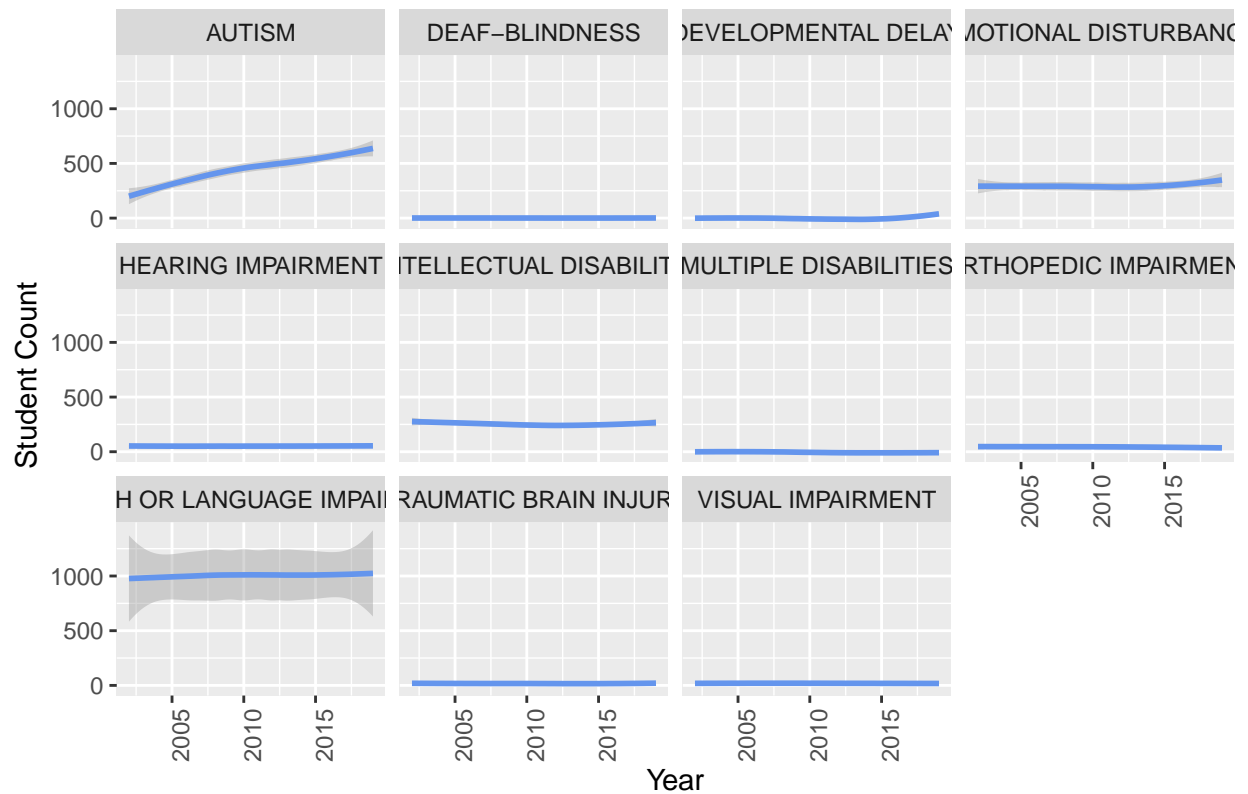 AUTISM
DEAF−BLINDNESS
DEVELOPMENTAL DELAY
MOTIONAL DISTURBANC
1000
500
0
HEARING IMPAIRMENT
NTELLECTUAL DISABILIT
MULTIPLE DISABILITIES
RTHOPEDIC IMPAIRMEN
1000
500
0
2005
2010
2015
H OR LANGUAGE IMPAI
RAUMATIC BRAIN INJUR
VISUAL IMPAIRMENT
1000
500
0
2005
2010
2015
2005
2010
2015
2005
2010
2015
Student Count
Year